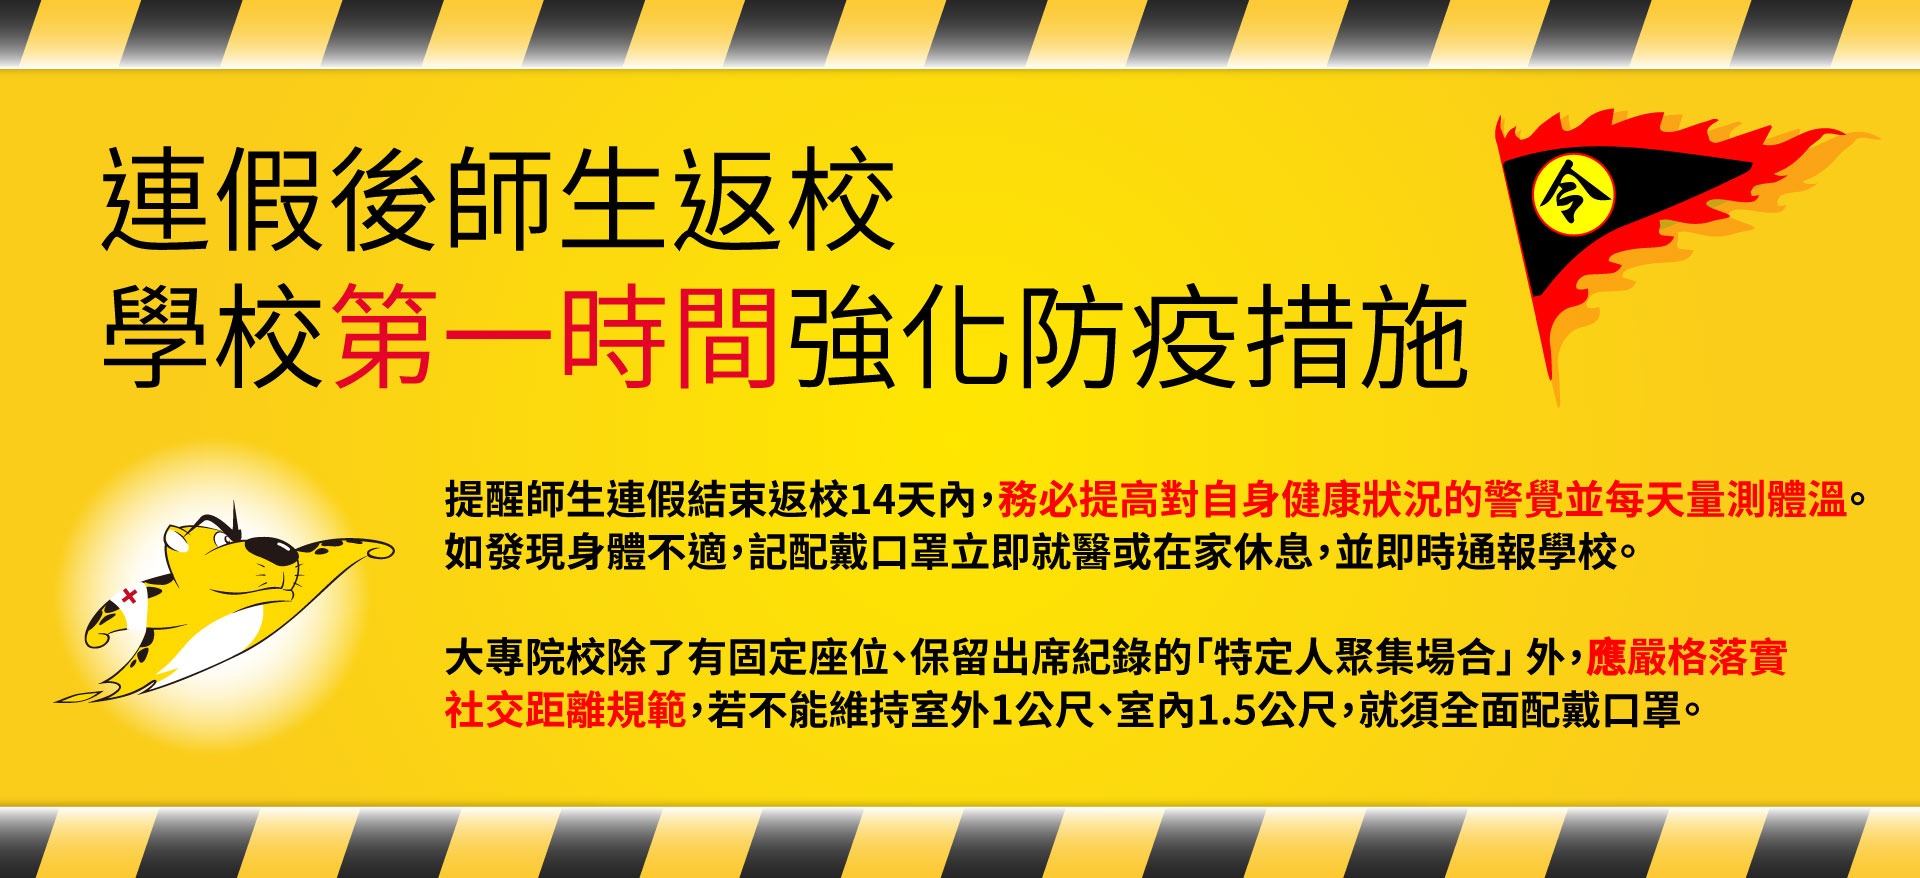 連假後師生返校
學校第一時間強化防疫措施
令
提醒師生連假結束返校14天內，務必提高對自身健康狀況的警覺並每天量測體溫。
如發現身體不適，記配戴口罩立即就醫或在家休息，並即時通報學校。
大專院校除了有固定座位、保留出席紀錄的「特定人聚集場合」外，應嚴格落實
社交距離規範，若不能維持室外1公尺、室內1.5公尺，就須全面配戴口罩。